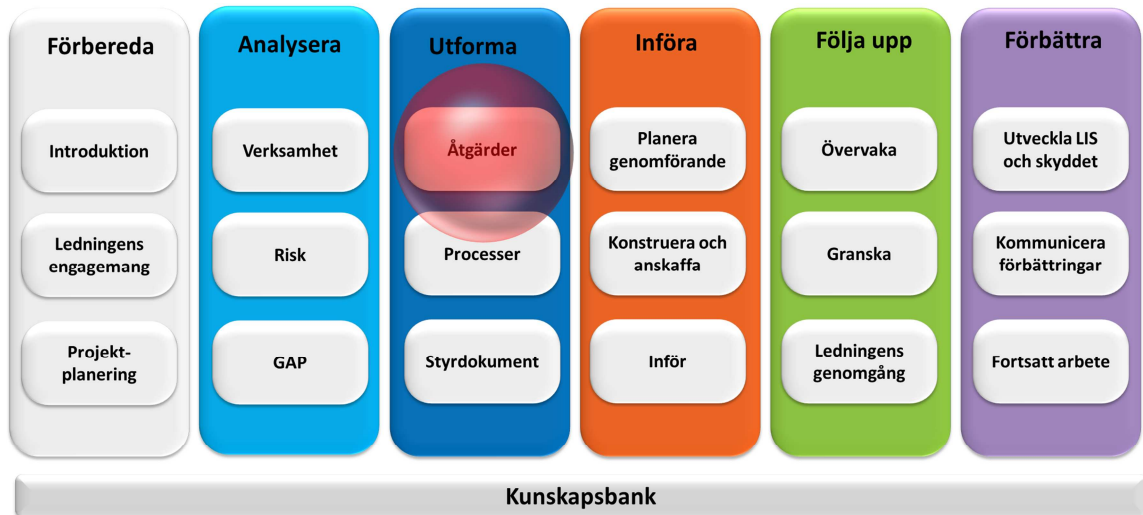 Förbereda
Introduktion
Ledningens
engagemang
Projekt-
planering
Analysera
Verksamhet
Risk
GAP
Utforma
Åtgärder
Processer
Styrdokument
Införa
Planera
genomförande
Konstruera och
anskaffa
Inför
Följa upp
Övervaka
Granska
Ledningens
genomgång
Förbättra
Utveckla LIS
och skyddet
Kommunicera
förbättringar
Fortsatt arbete
Kunskapsbank